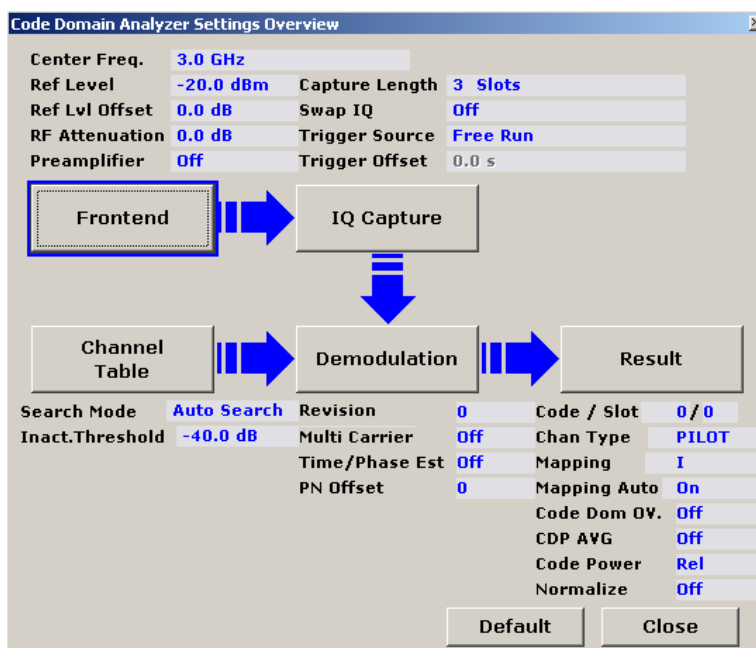 Code Domain Analyzer Settings Overview
Center Freq. 3.0 GHz
Ref Level -20.0 dBm Capture Length 3 Slots
Ref Lvl Offset 0.0 dB Swap IQ Off
RF Attenuation 0.0 dB Trigger Source Free Run
Preamplifier Off Trigger Offset 0.0 s
Frontend IQ Capture
Channel
Table
Demodulation Result
Search Mode Auto Search Revision 0 Code / Slot 0/0
Inact.Threshold -40.0 dB Multi Carrier Off Chan Type PILOT
Time/Phase Est Off Mapping I
PN Offset 0 Mapping Auto On
Code Dom OV. Off
CDP AVG Off
Code Power Rel
Normalize Off
Default Close